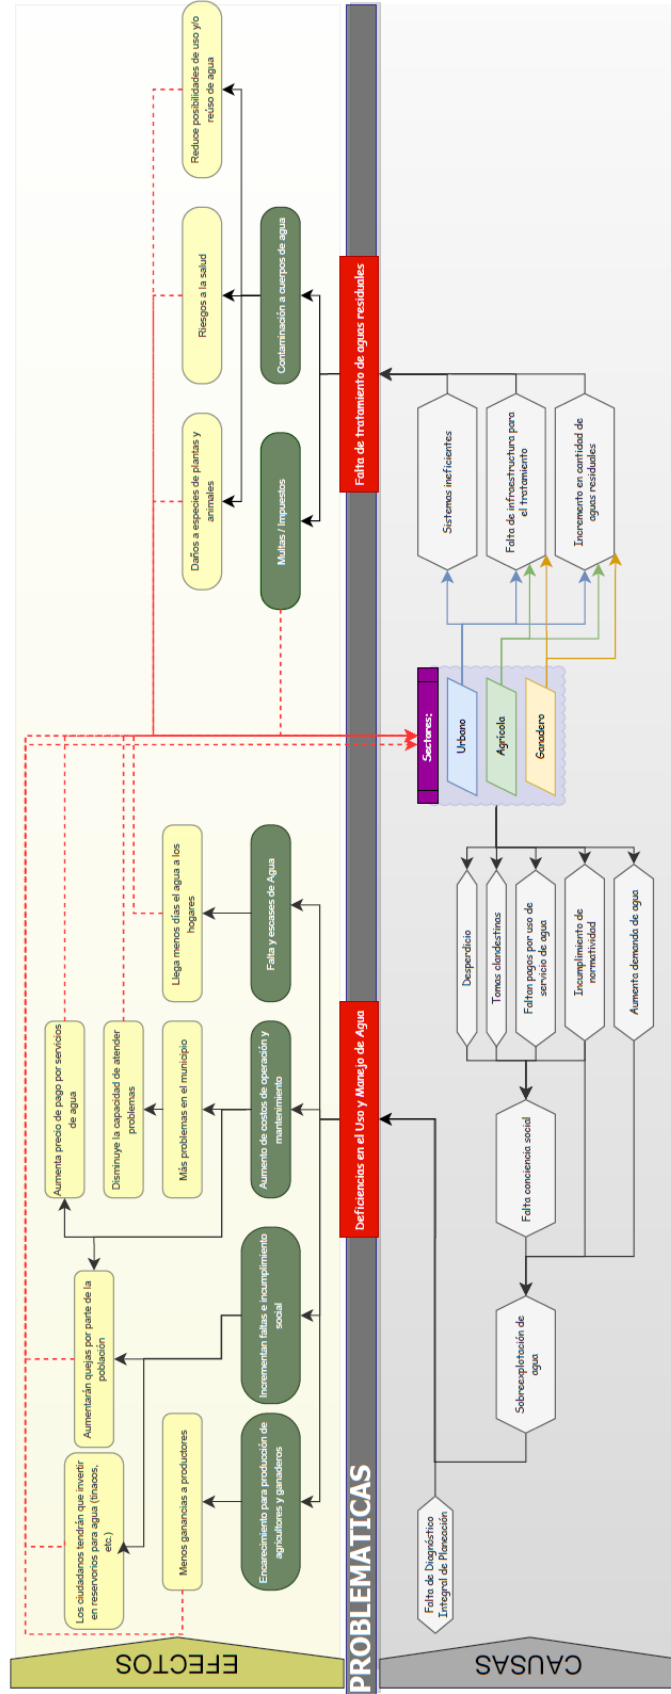 EFECTOS
Los ciudadanos tendrán que invertir
en reservorios para agua (tinacos,
etc.)
Aumentarán quejas por parte de la
población
Aumenta precio de pago por servicios
de agua
Disminuye la capacidad de atender
problemas
Menos ganancias a productores
Más problemas en el municipio
Llega menos días el agua a los
hogares
Daños a especies de plantas y
animales
Riesgos a la salud
Reduce posibilidades de uso y/o
reúso de agua
Encarecimiento para producción de
agricultores y ganaderos
Incrementan faltas e incumplimiento
social
Aumento de costos de operación y
mantenimiento
Falta y escases de Agua
Multas / Impuestos
Contaminación a cuerpos de agua
PROBLEMATICAS
Deficiencias en el Uso y Manejo de Agua
Falta de tratamiento de aguas residuales
CAUSAS
Falta de Diagnóstico
Integral de Planeación
Sobreexplotación de
agua
Falta conciencia social
Desperdicio
Tomas clandestinas
Faltan pagos por uso de
servicio de agua
Incumplimiento de
normatividad
Aumenta demanda de agua
Sectores:
Urbano
Agrícola
Ganadero
Sistemas ineficientes
Falta de infraestructura para
el tratamiento
Incremento en cantidad de
aguas residuales